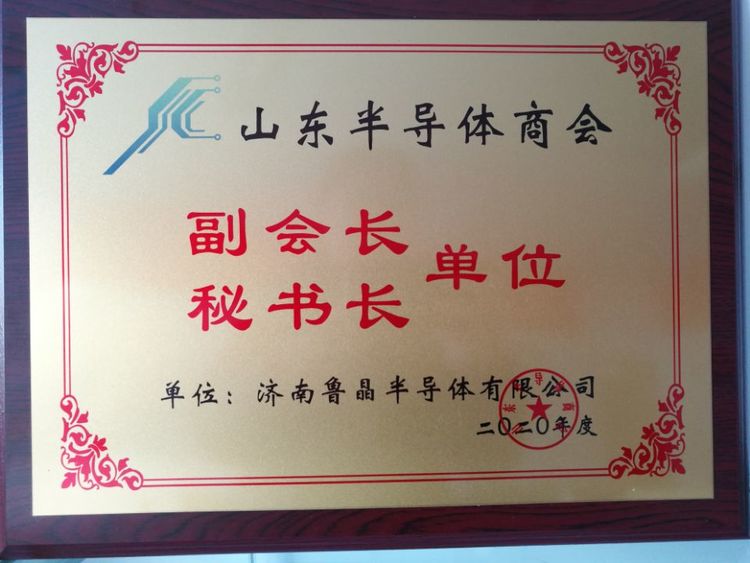 山东半导体商会
副会长
秘书长
单位
单位：济南鲁晶半导体有限公司
二〇二〇年度